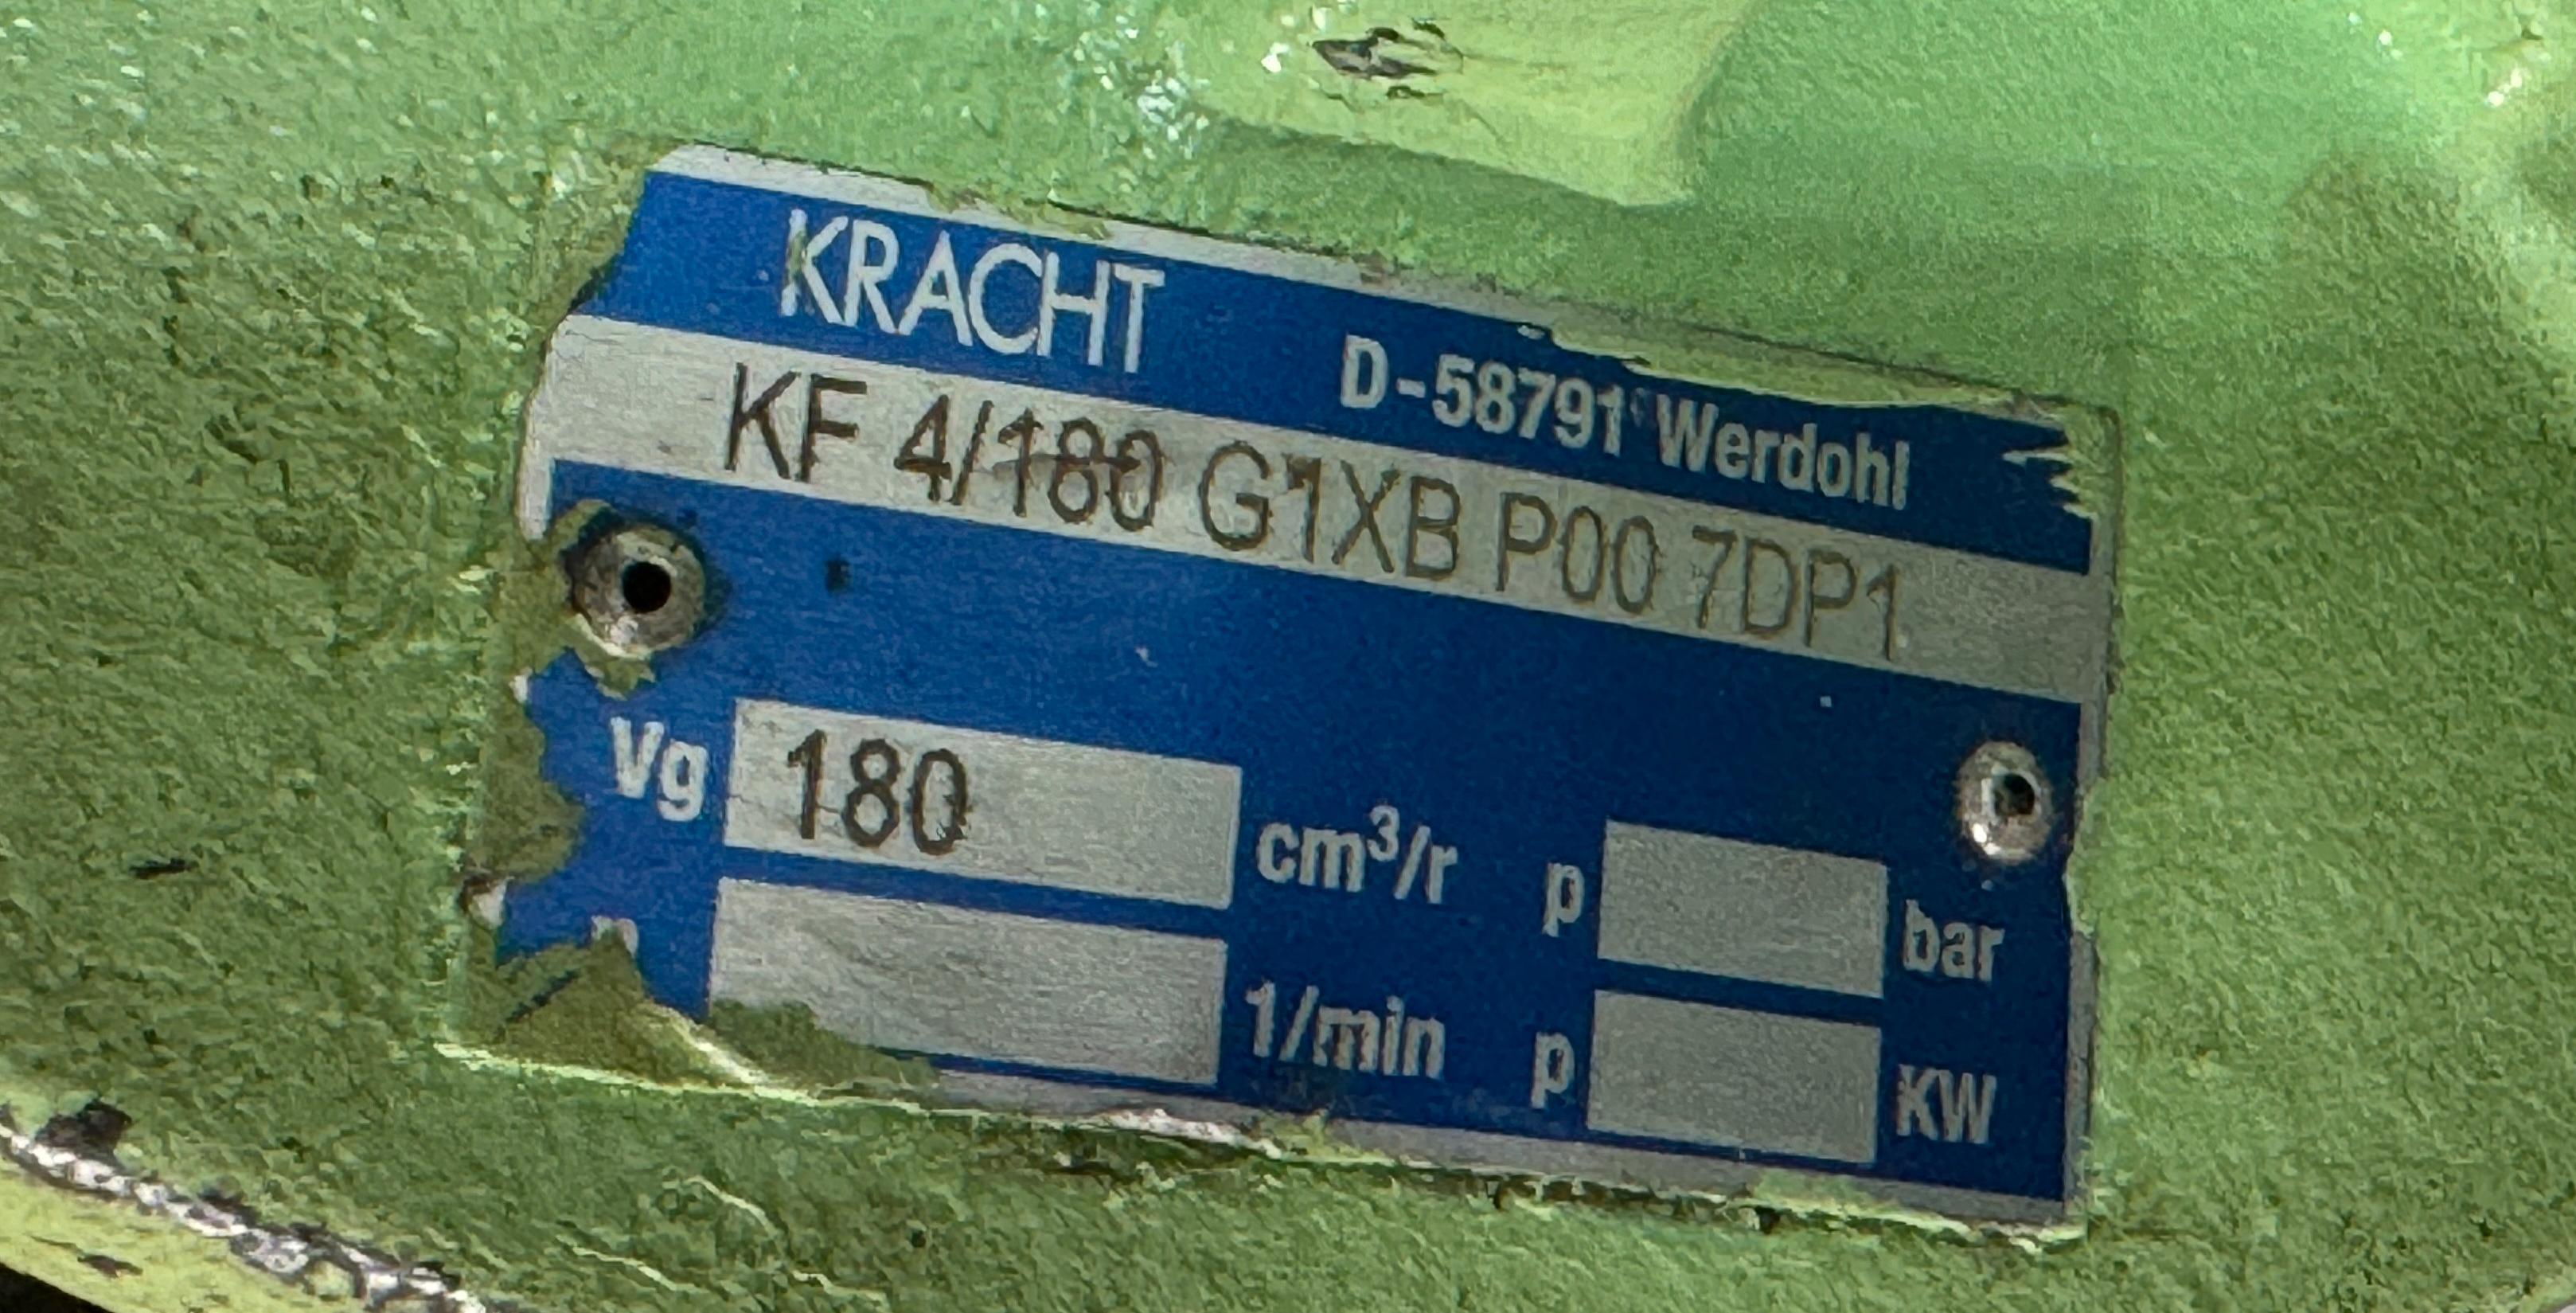 KRACHT
D-58791 Werdohl
KF 4/180 G1XB P00 7DP1
Vg 180 cm³/r p bar
1/min p KW